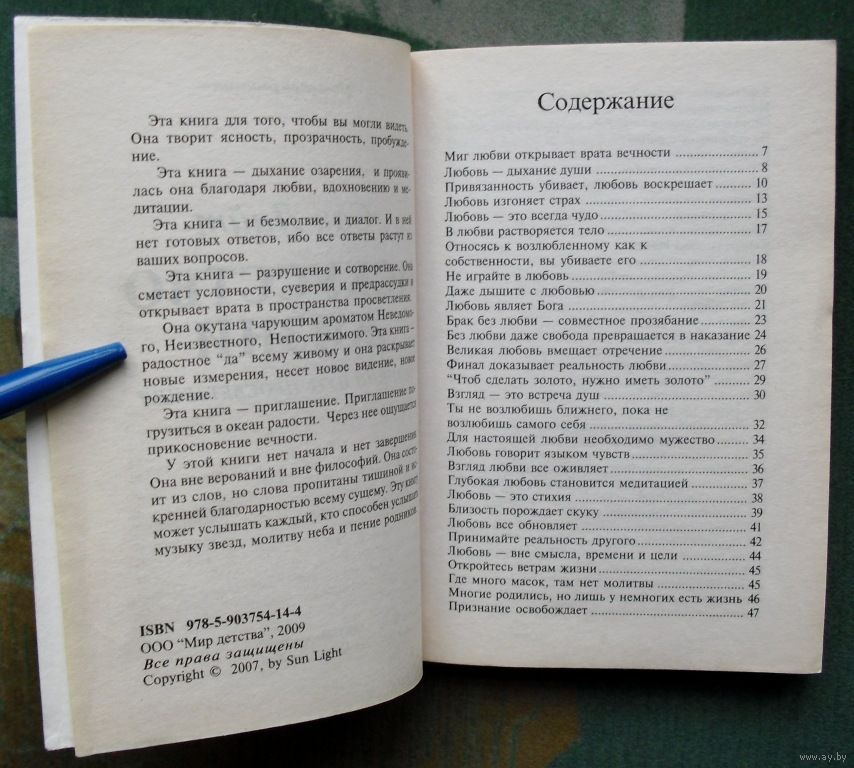 Эта книга для того, чтобы вы могли видеть.
Она творит ясность, прозрачность, пробужде-
ние.
Эта книга — дыхание озарения, и прояви-
лась она благодаря любви, вдохновению и ме-
дитации.
Эта книга — и безмолвие, и диалог. И в ней
нет готовых ответов, ибо все ответы растут из
ваших вопросов.
Эта книга — разрушение и сотворение. Она
сметает условности, суеверия и предрассудки и
открывает врата в пространства просветления.
Она окутана чарующим ароматом Неведомо-
го, Неизвестного, Непостижимого. Эта книга –
радостное "да" всему живому и она раскрывает
новые измерения, несет новое видение, новое
рождение.
Эта книга — приглашение. Приглашение по-
грузиться в океан радости. Через нее ощущается
прикосновение вечности.
У этой книги нет начала и нет завершения.
Она вне верований и вне философий. Она состо-
ит из слов, но слова пропитаны тишиной и ис-
кренней благодарностью всему сущему. Эту книгу
может услышать каждый, кто способен услышать
музыку звезд, молитву неба и пение родников.
ISBN 978-5-903754-14-4
ООО "Мир детства", 2009
Все права защищены
Copyright © 2007, by Sun Light
Содержание
Миг любви открывает врата вечности ..................... 7
Любовь — дыхание души ..................... 8
Привязанность убивает, любовь воскрешает ............ 10
Любовь изгоняет страх ..................... 13
Любовь — это всегда чудо ..................... 15
В любви растворяется тело ..................... 17
Относясь к возлюбленному как к
собственности, вы убиваете его ..................... 18
Не играйте в любовь ..................... 19
Даже дышите с любовью ..................... 20
Любовь являет Бога ..................... 21
Брак без любви — совместное прозябание ............ 23
Без любви даже свобода превращается в наказание 24
Великая любовь вмещает отречение ..................... 26
Финал доказывает реальность любви ..................... 27
"Чтоб сделать золото, нужно иметь золото" ............ 29
Взгляд — это встреча душ ..................... 30
Ты не возлюбишь ближнего, пока не
возлюбишь самого себя ..................... 32
Для настоящей любви необходимо мужество ............ 34
Любовь говорит языком чувств ..................... 35
Взгляд любви все оживляет ..................... 36
Глубокая любовь становится медитацией ............ 37
Любовь — это стихия ..................... 38
Близость порождает скуку ..................... 39
Любовь все обновляет ..................... 41
Принимайте реальность другого ..................... 42
Любовь — вне смысла, времени и цели ............ 44
Откройтесь ветрам жизни ..................... 45
Где много масок, там нет молитвы ..................... 45
Многие родились, но лишь у немногих есть жизнь 46
Признание освобождает ..................... 47
www.ay.by